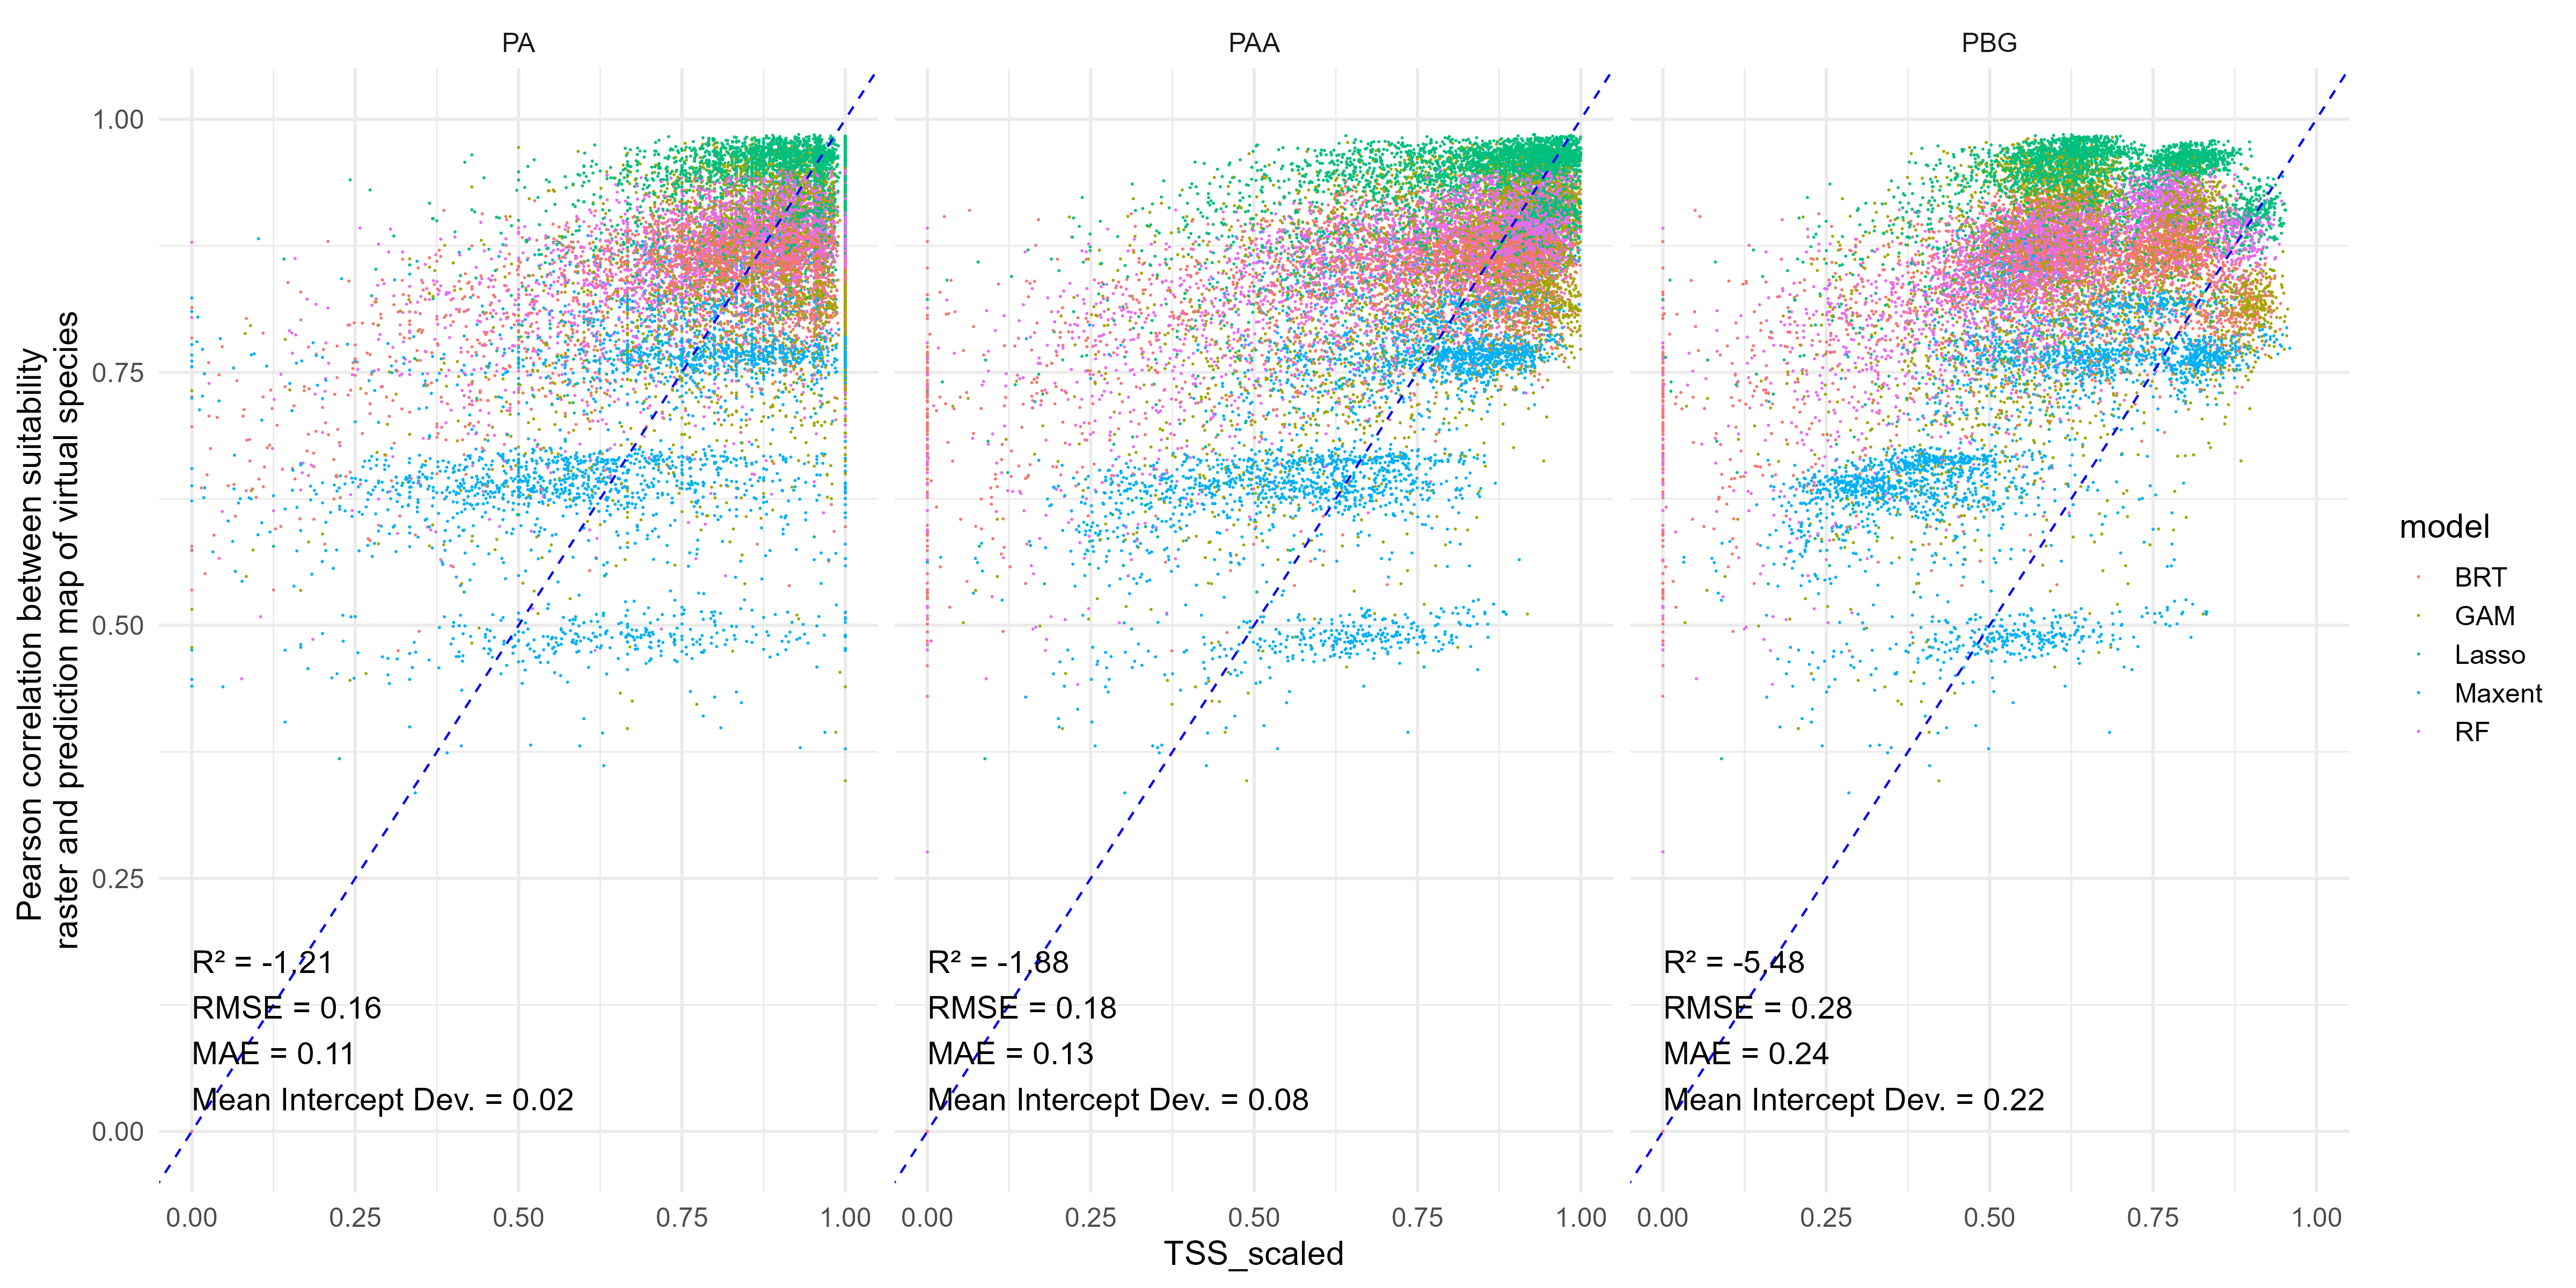 PA
PAA
PBG
Pearson correlation between suitability
raster and prediction map of virtual species
1.00
0.75
0.50
0.25
0.00
R² = -1.21
RMSE = 0.16
MAE = 0.11
Mean Intercept Dev. = 0.02
R² = -1.88
RMSE = 0.18
MAE = 0.13
Mean Intercept Dev. = 0.08
R² = -5.48
RMSE = 0.28
MAE = 0.24
Mean Intercept Dev. = 0.22
0.00 0.25 0.50 0.75 1.00
0.00 0.25 0.50 0.75 1.00
0.00 0.25 0.50 0.75 1.00
TSS_scaled
model
BRT
GAM
Lasso
Maxent
RF